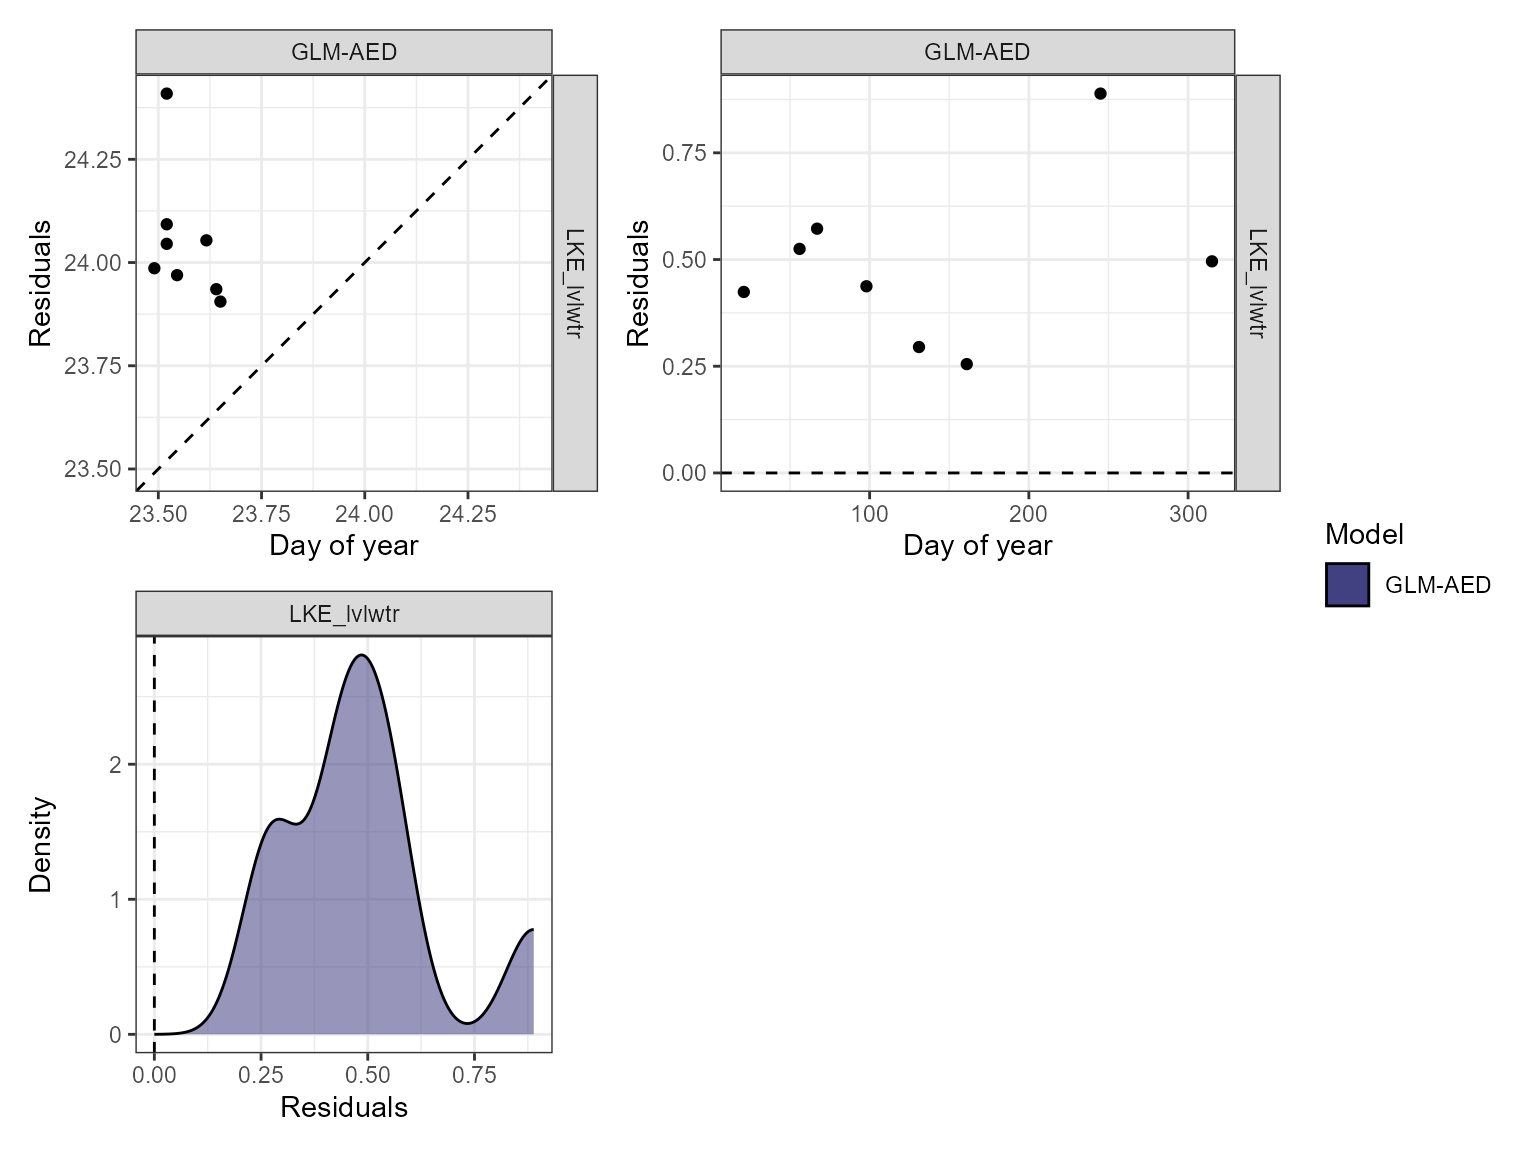 GLM-AED
LKE_lvlwtr
Residuals
24.25
24.00
23.75
23.50
23.50 23.75 24.00 24.25
Day of year
GLM-AED
LKE_lvlwtr
Residuals
0.75
0.50
0.25
0.00
100 200 300
Day of year
Model
GLM-AED
LKE_lvlwtr
Density
2
1
0
0.00 0.25 0.50 0.75
Residuals